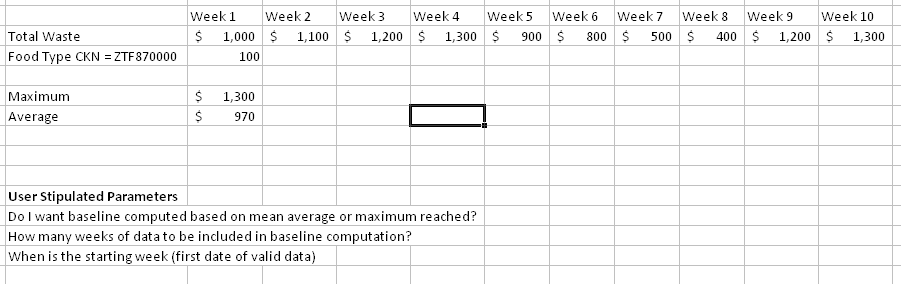 Week 1 Week 2 Week 3 Week 4 Week 5 Week 6 Week 7 Week 8 Week 9 Week 10
Total Waste $ 1,000 $ 1,100 $ 1,200 $ 1,300 $ 900 $ 800 $ 500 $ 400 $ 1,200 $ 1,300
Food Type CKN = ZTF870000 100
Maximum $ 1,300
Average $ 970
User Stipulated Parameters
Do I want baseline computed based on mean average or maximum reached?
How many weeks of data to be included in baseline computation?
When is the starting week (first date of valid data)